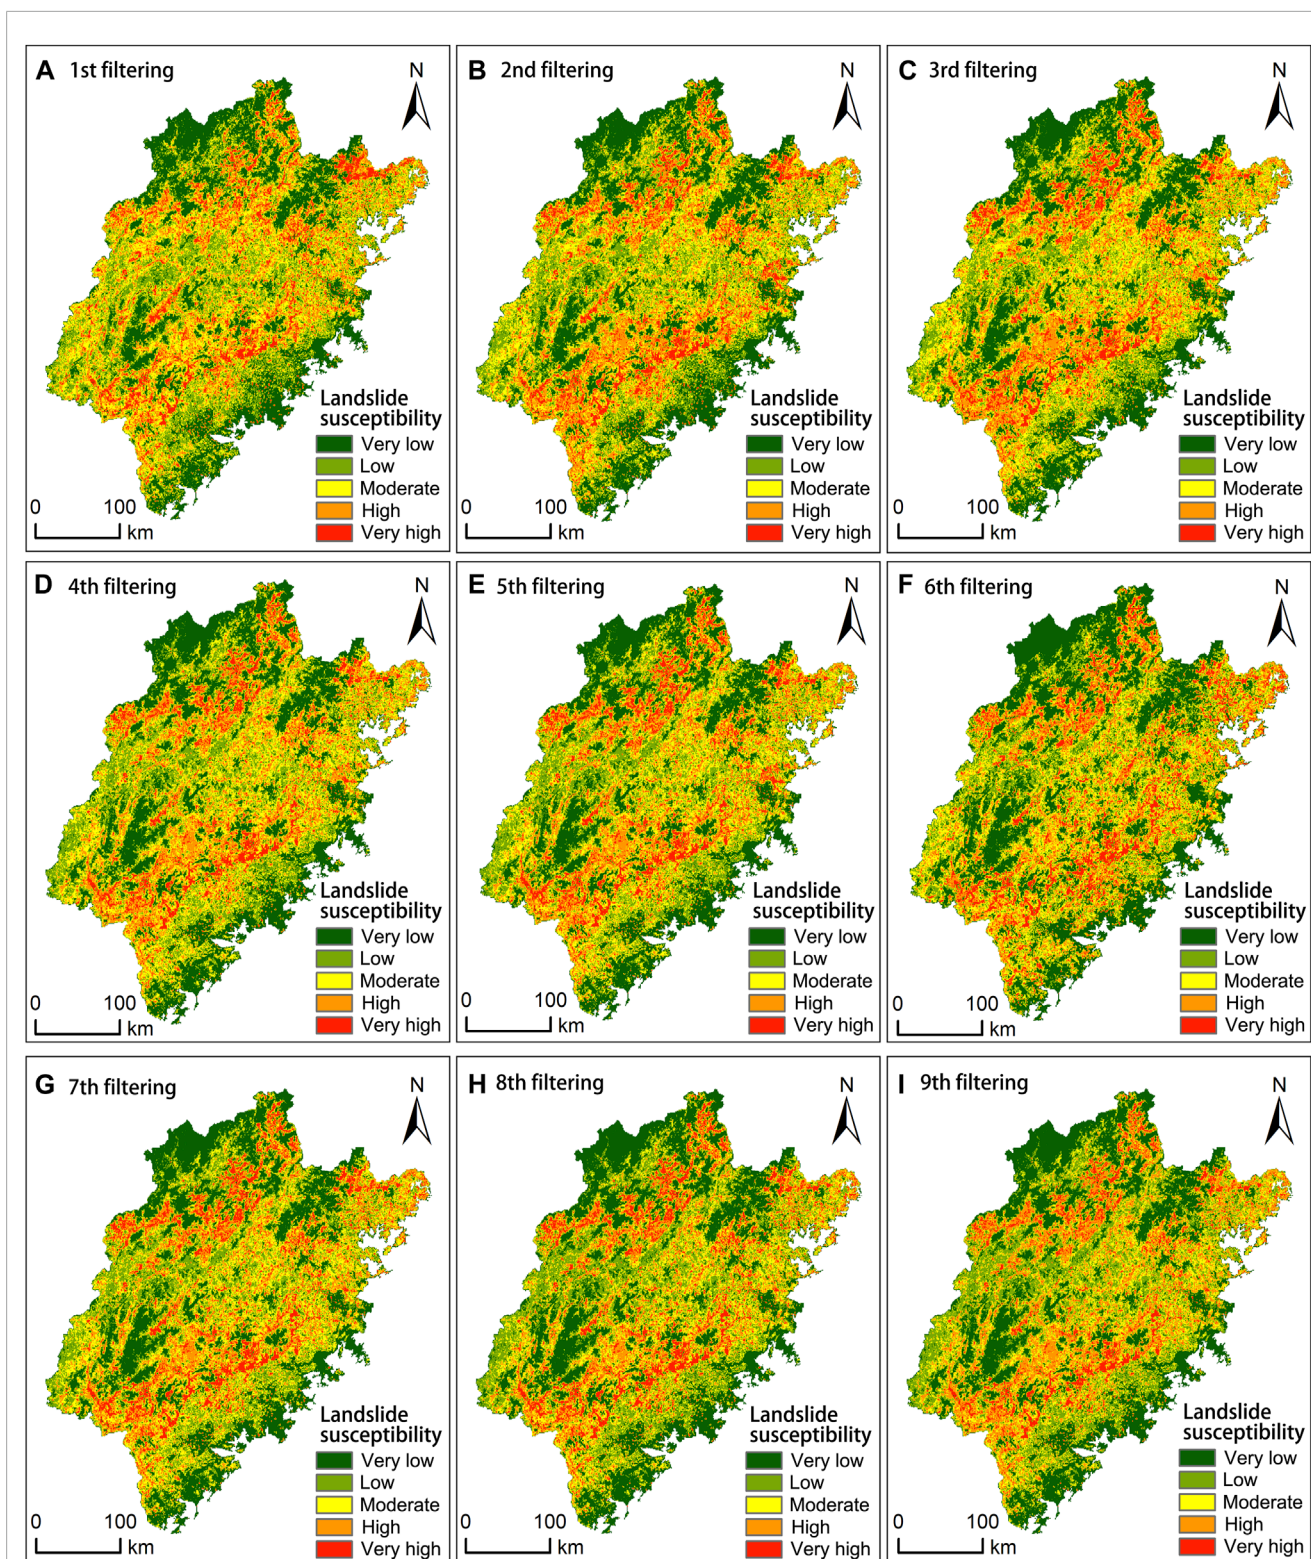 A 1st filtering
N
Landslide
susceptibility
Very low
Low
Moderate
High
Very high
0 100
km
B 2nd filtering
N
Landslide
susceptibility
Very low
Low
Moderate
High
Very high
0 100
km
C 3rd filtering
N
Landslide
susceptibility
Very low
Low
Moderate
High
Very high
0 100
km
D 4th filtering
N
Landslide
susceptibility
Very low
Low
Moderate
High
Very high
0 100
km
E 5th filtering
N
Landslide
susceptibility
Very low
Low
Moderate
High
Very high
0 100
km
F 6th filtering
N
Landslide
susceptibility
Very low
Low
Moderate
High
Very high
0 100
km
G 7th filtering
N
Landslide
susceptibility
Very low
Low
Moderate
High
Very high
0 100
km
H 8th filtering
N
Landslide
susceptibility
Very low
Low
Moderate
High
Very high
0 100
km
I 9th filtering
N
Landslide
susceptibility
Very low
Low
Moderate
High
Very high
0 100
km